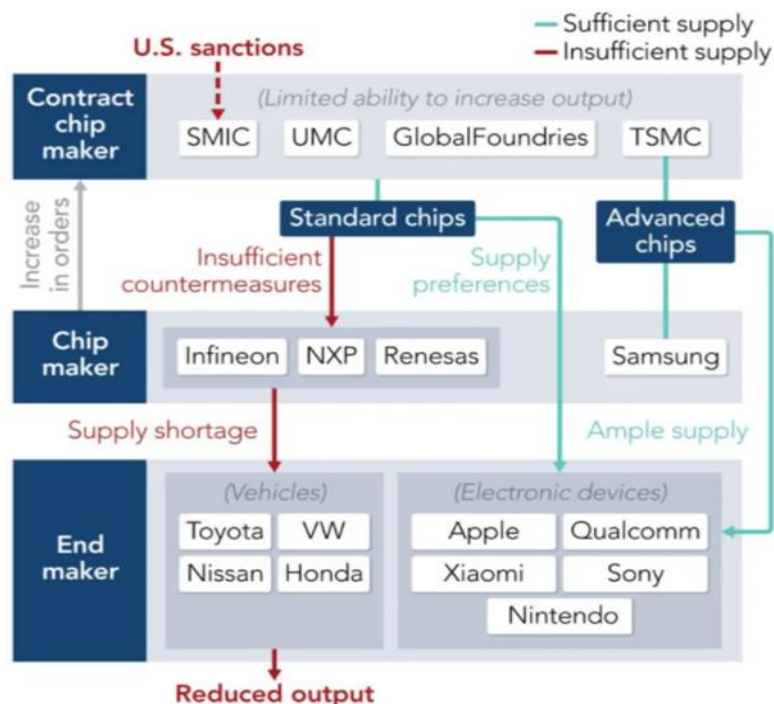 Sufficient supply
Insufficient supply
U.S. sanctions
Contract
chip
maker
(Limited ability to increase output)
SMIC
UMC
GlobalFoundries
TSMC
Increase
in orders
Standard chips
Advanced
chips
Insufficient
countermeasures
Supply
preferences
Chip
maker
Infineon
NXP
Renesas
Samsung
Supply shortage
Ample supply
End
maker
(Vehicles)
Toyota
VW
Nissan
Honda
(Electronic devices)
Apple
Qualcomm
Xiaomi
Sony
Nintendo
Reduced output